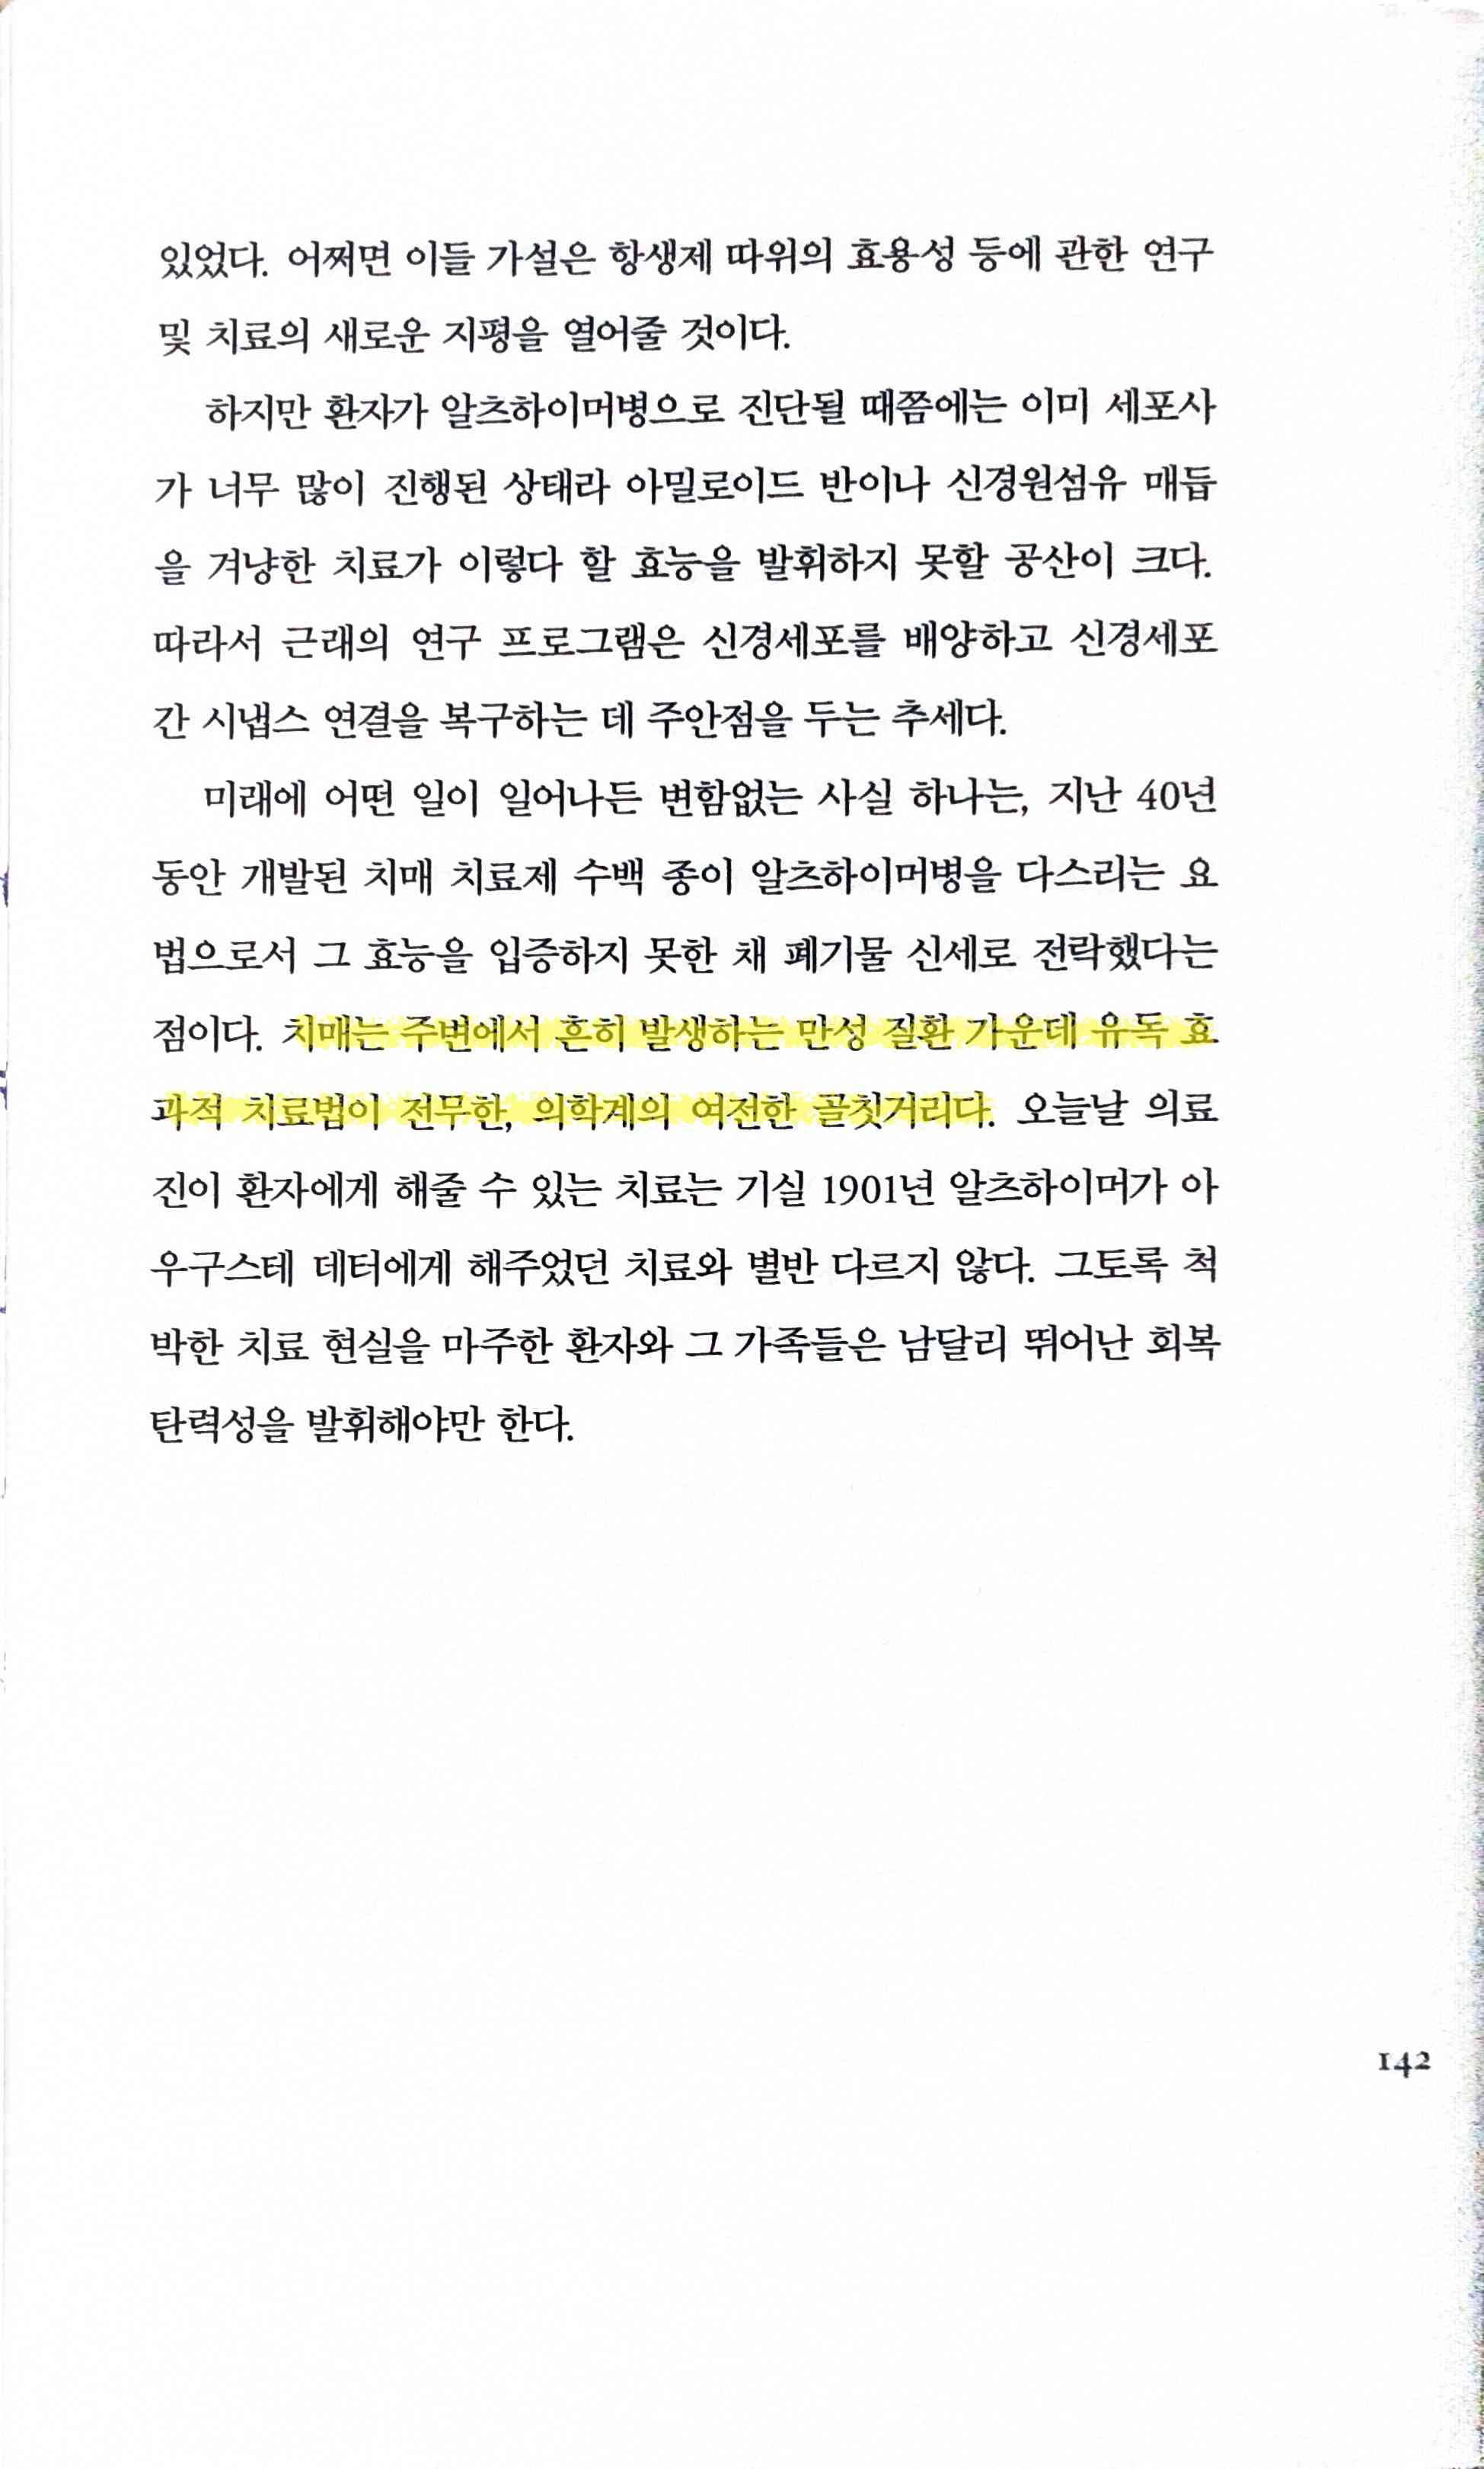 있었다. 어쩌면 이들 가설은 항생제 따위의 효용성 등에 관한 연구
및 치료의 새로운 지평을 열어줄 것이다.
하지만 환자가 알츠하이머병으로 진단될 때쯤에는 이미 세포사
가 너무 많이 진행된 상태라 아밀로이드 반이나 신경원섬유 매듭
을 겨냥한 치료가 이렇다 할 효능을 발휘하지 못할 공산이 크다.
따라서 근래의 연구 프로그램은 신경세포를 배양하고 신경세포
간 시냅스 연결을 복구하는 데 주안점을 두는 추세다.
미래에 어떤 일이 일어나든 변함없는 사실 하나는, 지난 40년
동안 개발된 치매 치료제 수백 종이 알츠하이머병을 다스리는 요
법으로서 그 효능을 입증하지 못한 채 폐기물 신세로 전락했다는
점이다. 치매는 주변에서 흔히 발생하는 만성 질환 가운데 유독 효
과적 치료법이 전무한, 의학계의 여전한 골칫거리다. 오늘날 의료
진이 환자에게 해줄 수 있는 치료는 기실 1901년 알츠하이머가 아
우구스테 데터에게 해주었던 치료와 별반 다르지 않다. 그토록 척
박한 치료 현실을 마주한 환자와 그 가족들은 남달리 뛰어난 회복
탄력성을 발휘해야만 한다.
142